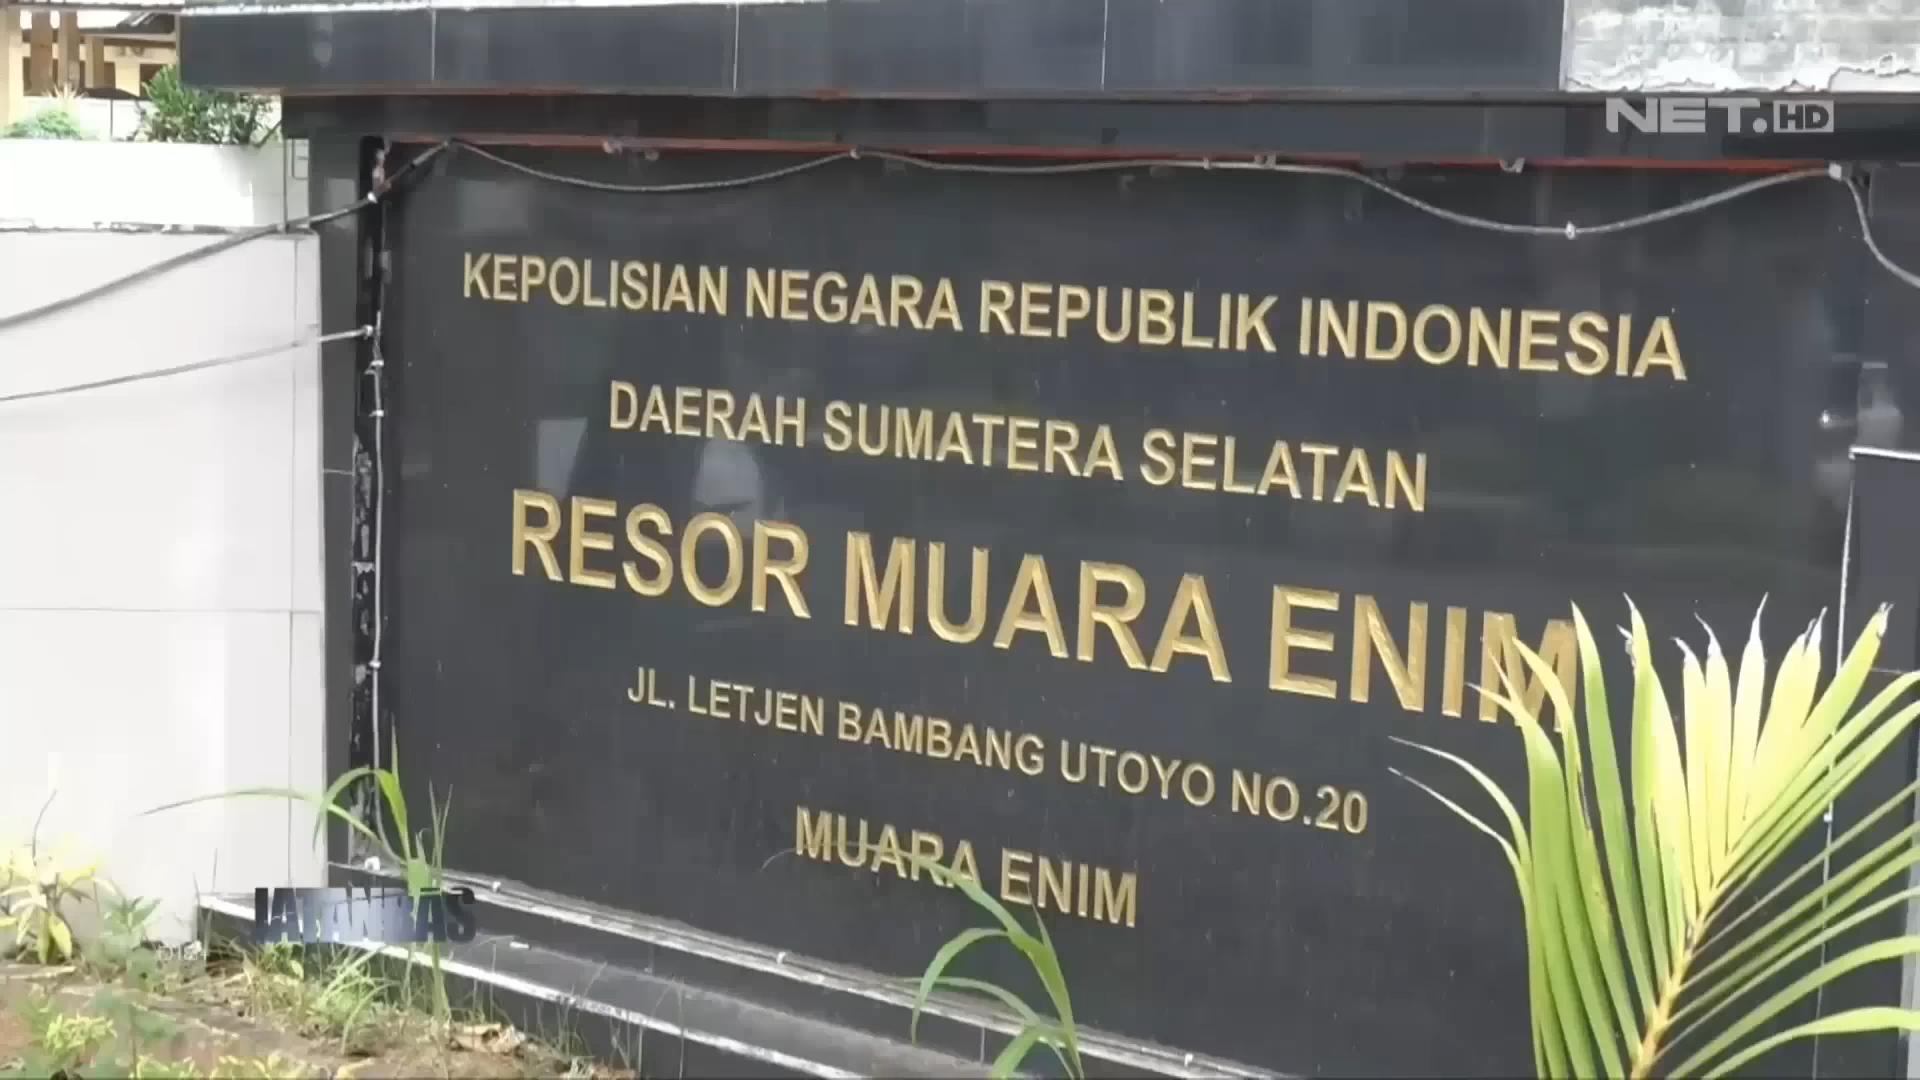 NET.HD
KEPOLISIAN NEGARA REPUBLIK INDONESIA
DAERAH SUMATERA SELATAN
RESOR MUARA ENIM
JL. LETJEN BAMBANG UTOYO NO.20
MUARA ENIM
JATANRAS